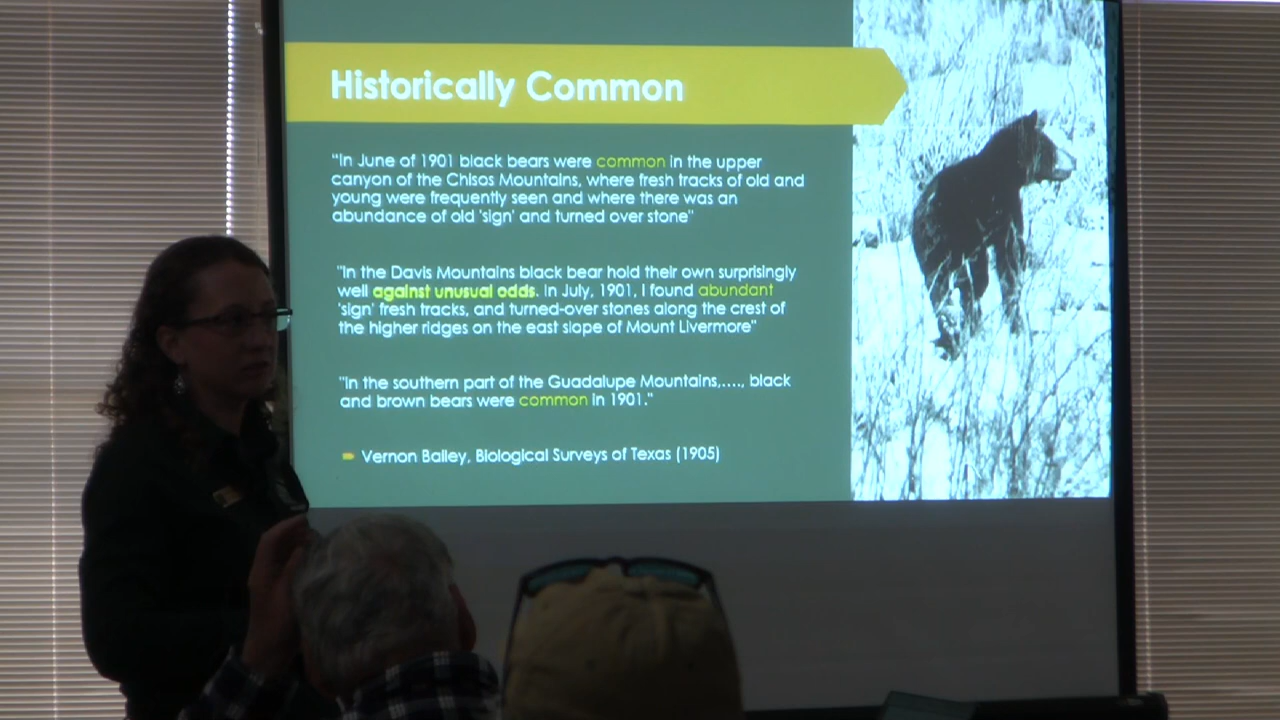 Historically Common
"In June of 1901 black bears were common in the upper
canyon of the Chisos Mountains, where fresh tracks of old and
young were frequently seen and where there was an
abundance of old 'sign' and turned over stone"
"In the Davis Mountains black bear hold their own surprisingly
well against unusual odds. In July, 1901, I found abundant
'sign' fresh tracks, and turned-over stones along the crest of
the higher ridges on the east slope of Mount Livermore"
"In the southern part of the Guadalupe Mountains,...., black
and brown bears were common in 1901."
Vernon Bailey, Biological Surveys of Texas (1905)